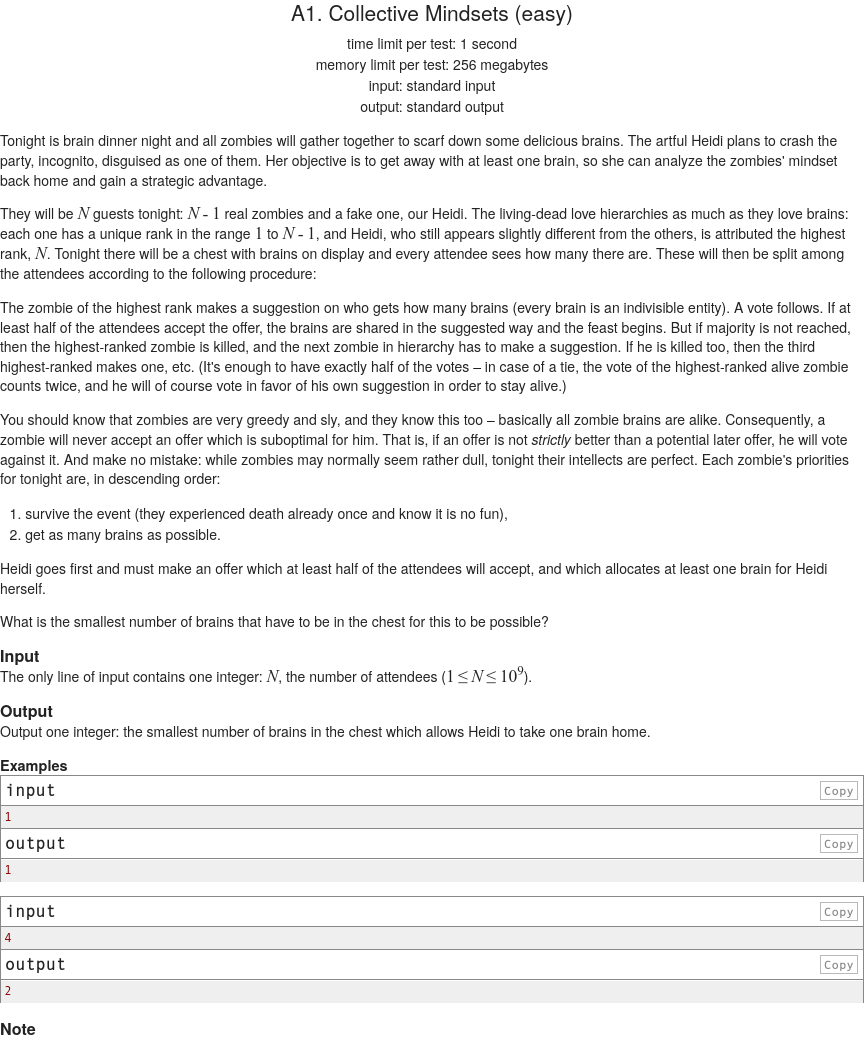 A1. Collective Mindsets (easy)
time limit per test: 1 second
memory limit per test: 256 megabytes
input: standard input
output: standard output
Tonight is brain dinner night and all zombies will gather together to scarf down some delicious brains. The artful Heidi plans to crash the
party, incognito, disguised as one of them. Her objective is to get away with at least one brain, so she can analyze the zombies' mindset
back home and gain a strategic advantage.
They will be N guests tonight: N - 1 real zombies and a fake one, our Heidi. The living-dead love hierarchies as much as they love brains:
each one has a unique rank in the range 1 to N - 1, and Heidi, who still appears slightly different from the others, is attributed the highest
rank, N. Tonight there will be a chest with brains on display and every attendee sees how many there are. These will then be split among
the attendees according to the following procedure:
The zombie of the highest rank makes a suggestion on who gets how many brains (every brain is an indivisible entity). A vote follows. If at
least half of the attendees accept the offer, the brains are shared in the suggested way and the feast begins. But if majority is not reached,
then the highest-ranked zombie is killed, and the next zombie in hierarchy has to make a suggestion. If he is killed too, then the third
highest-ranked makes one, etc. (It's enough to have exactly half of the votes – in case of a tie, the vote of the highest-ranked alive zombie
counts twice, and he will of course vote in favor of his own suggestion in order to stay alive.)
You should know that zombies are very greedy and sly, and they know this too – basically all zombie brains are alike. Consequently, a
zombie will never accept an offer which is suboptimal for him. That is, if an offer is not strictly better than a potential later offer, he will vote
against it. And make no mistake: while zombies may normally seem rather dull, tonight their intellects are perfect. Each zombie's priorities
for tonight are, in descending order:
1. survive the event (they experienced death already once and know it is no fun),
2. get as many brains as possible.
Heidi goes first and must make an offer which at least half of the attendees will accept, and which allocates at least one brain for Heidi
herself.
What is the smallest number of brains that have to be in the chest for this to be possible?
Input
The only line of input contains one integer: N, the number of attendees (1 ≤ N ≤ 10^9).
Output
Output one integer: the smallest number of brains in the chest which allows Heidi to take one brain home.
Examples
input
Copy
1
output
Copy
1
input
Copy
4
output
Copy
2
Note